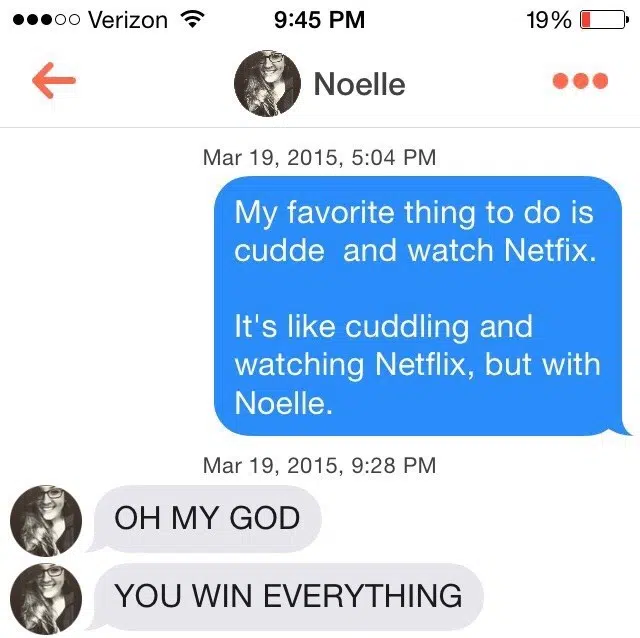 Verizon 9:45 PM 19%
Noelle
Mar 19, 2015, 5:04 PM
My favorite thing to do is
cudde  and watch Netfix.
It's like cuddling and
watching Netflix, but with
Noelle.
Mar 19, 2015, 9:28 PM
OH MY GOD
YOU WIN EVERYTHING